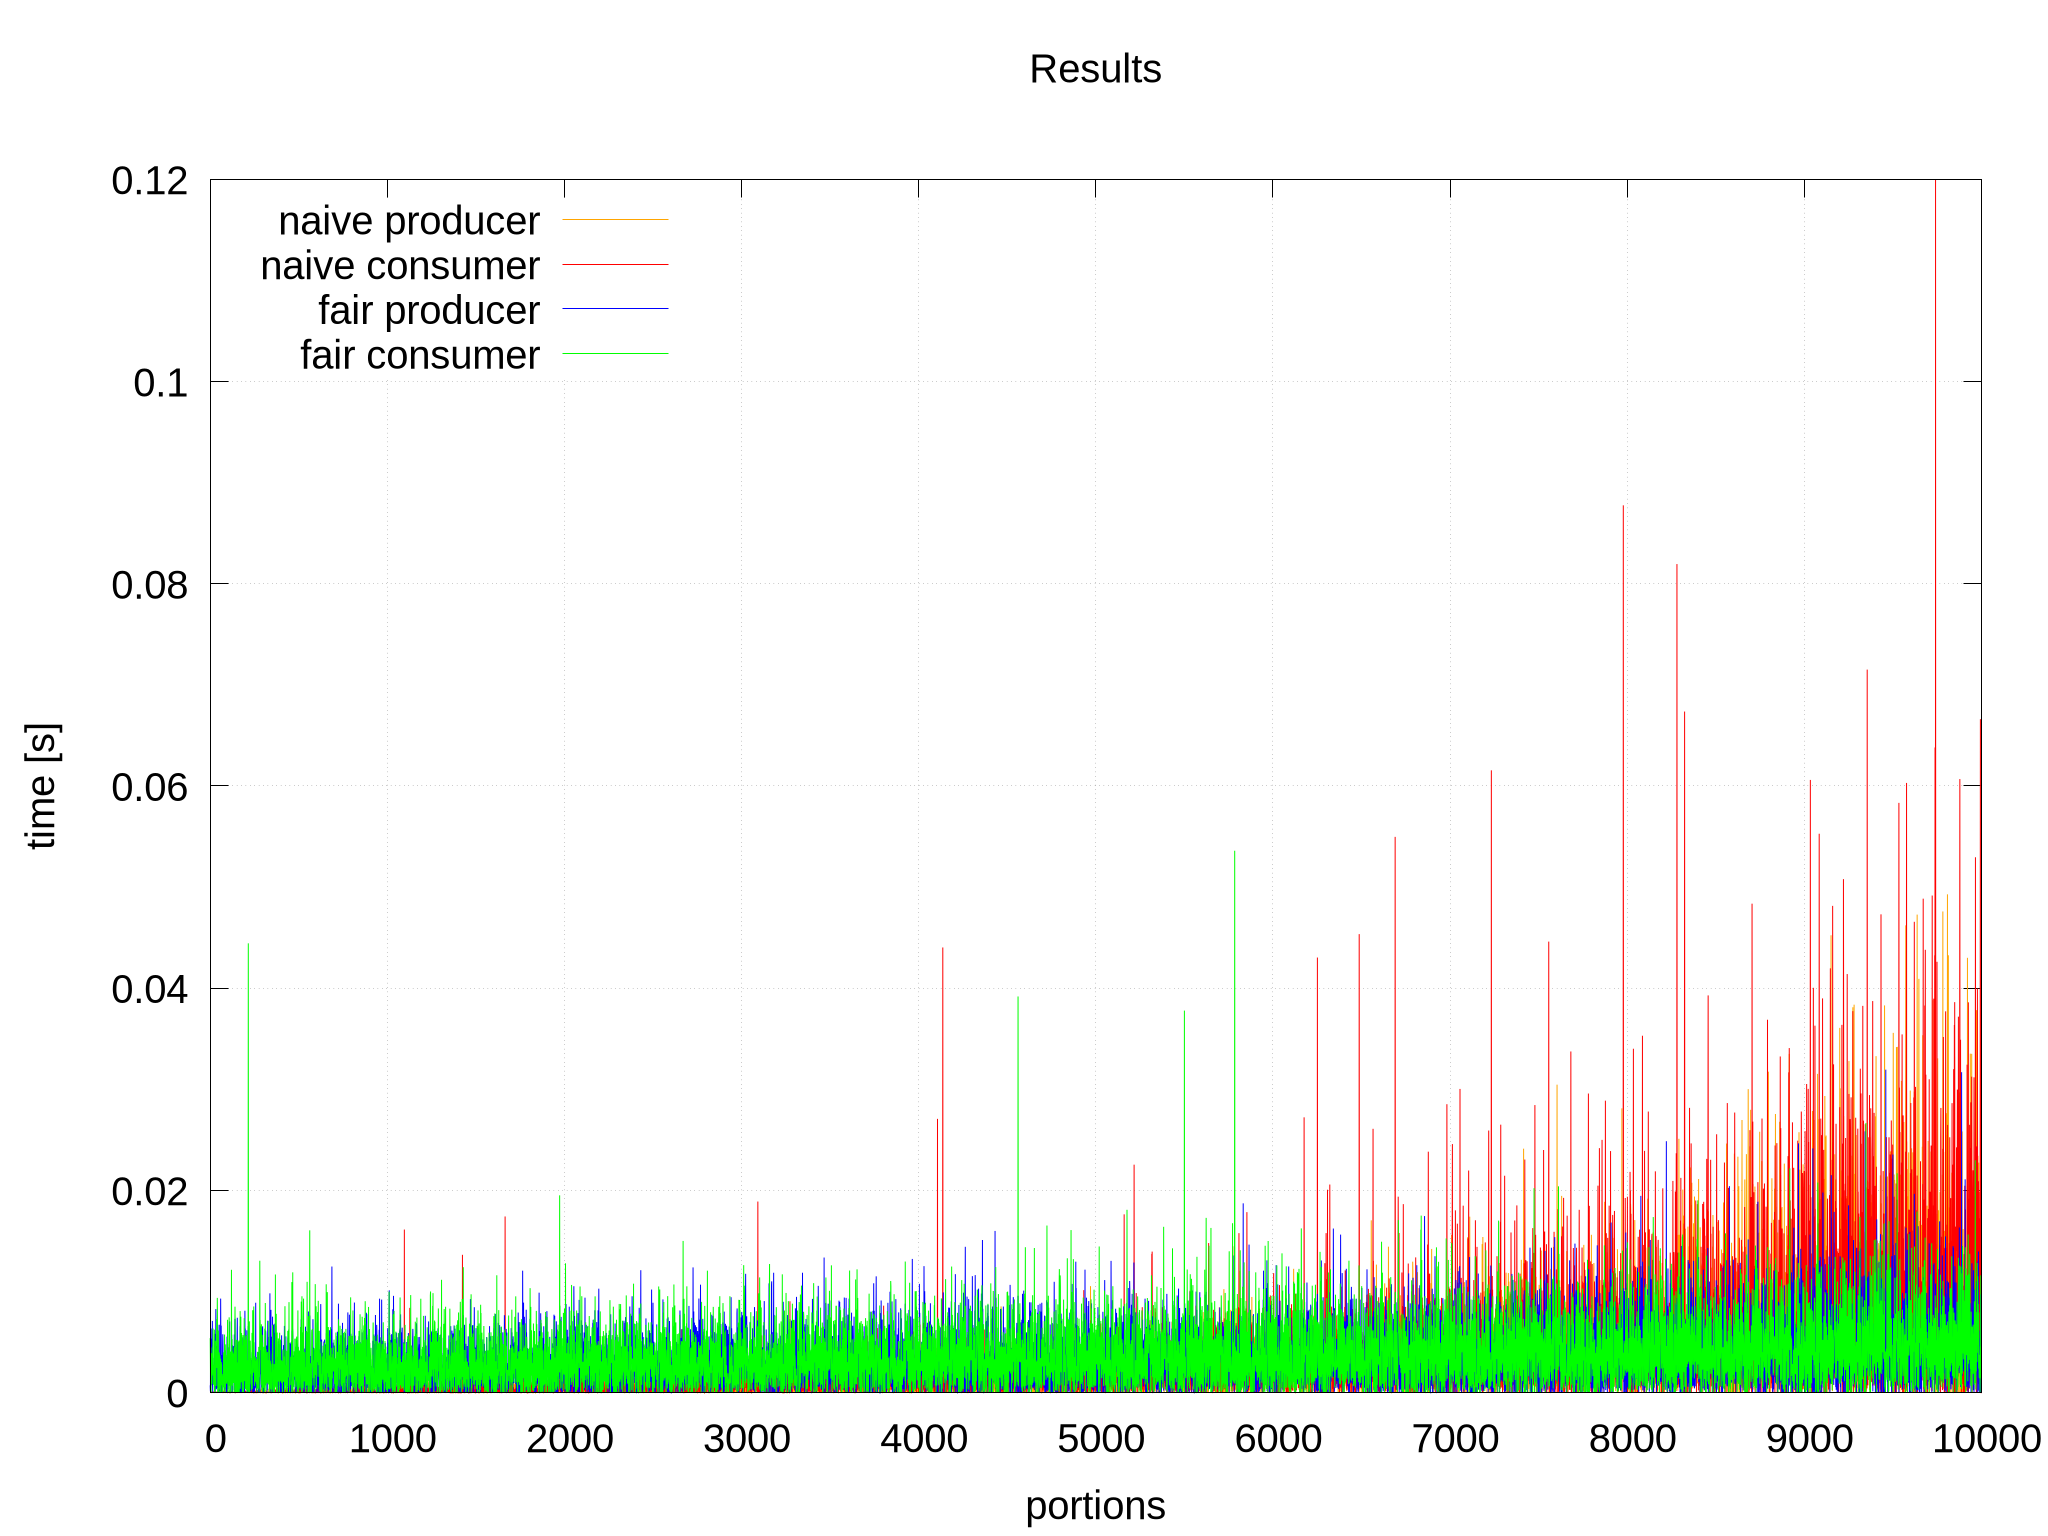 Results
0.12
0.1
0.08
0.06
0.04
0.02
0
naive producer
naive consumer
fair producer
fair consumer
time [s]
0 1000 2000 3000 4000 5000 6000 7000 8000 9000 10000
portions